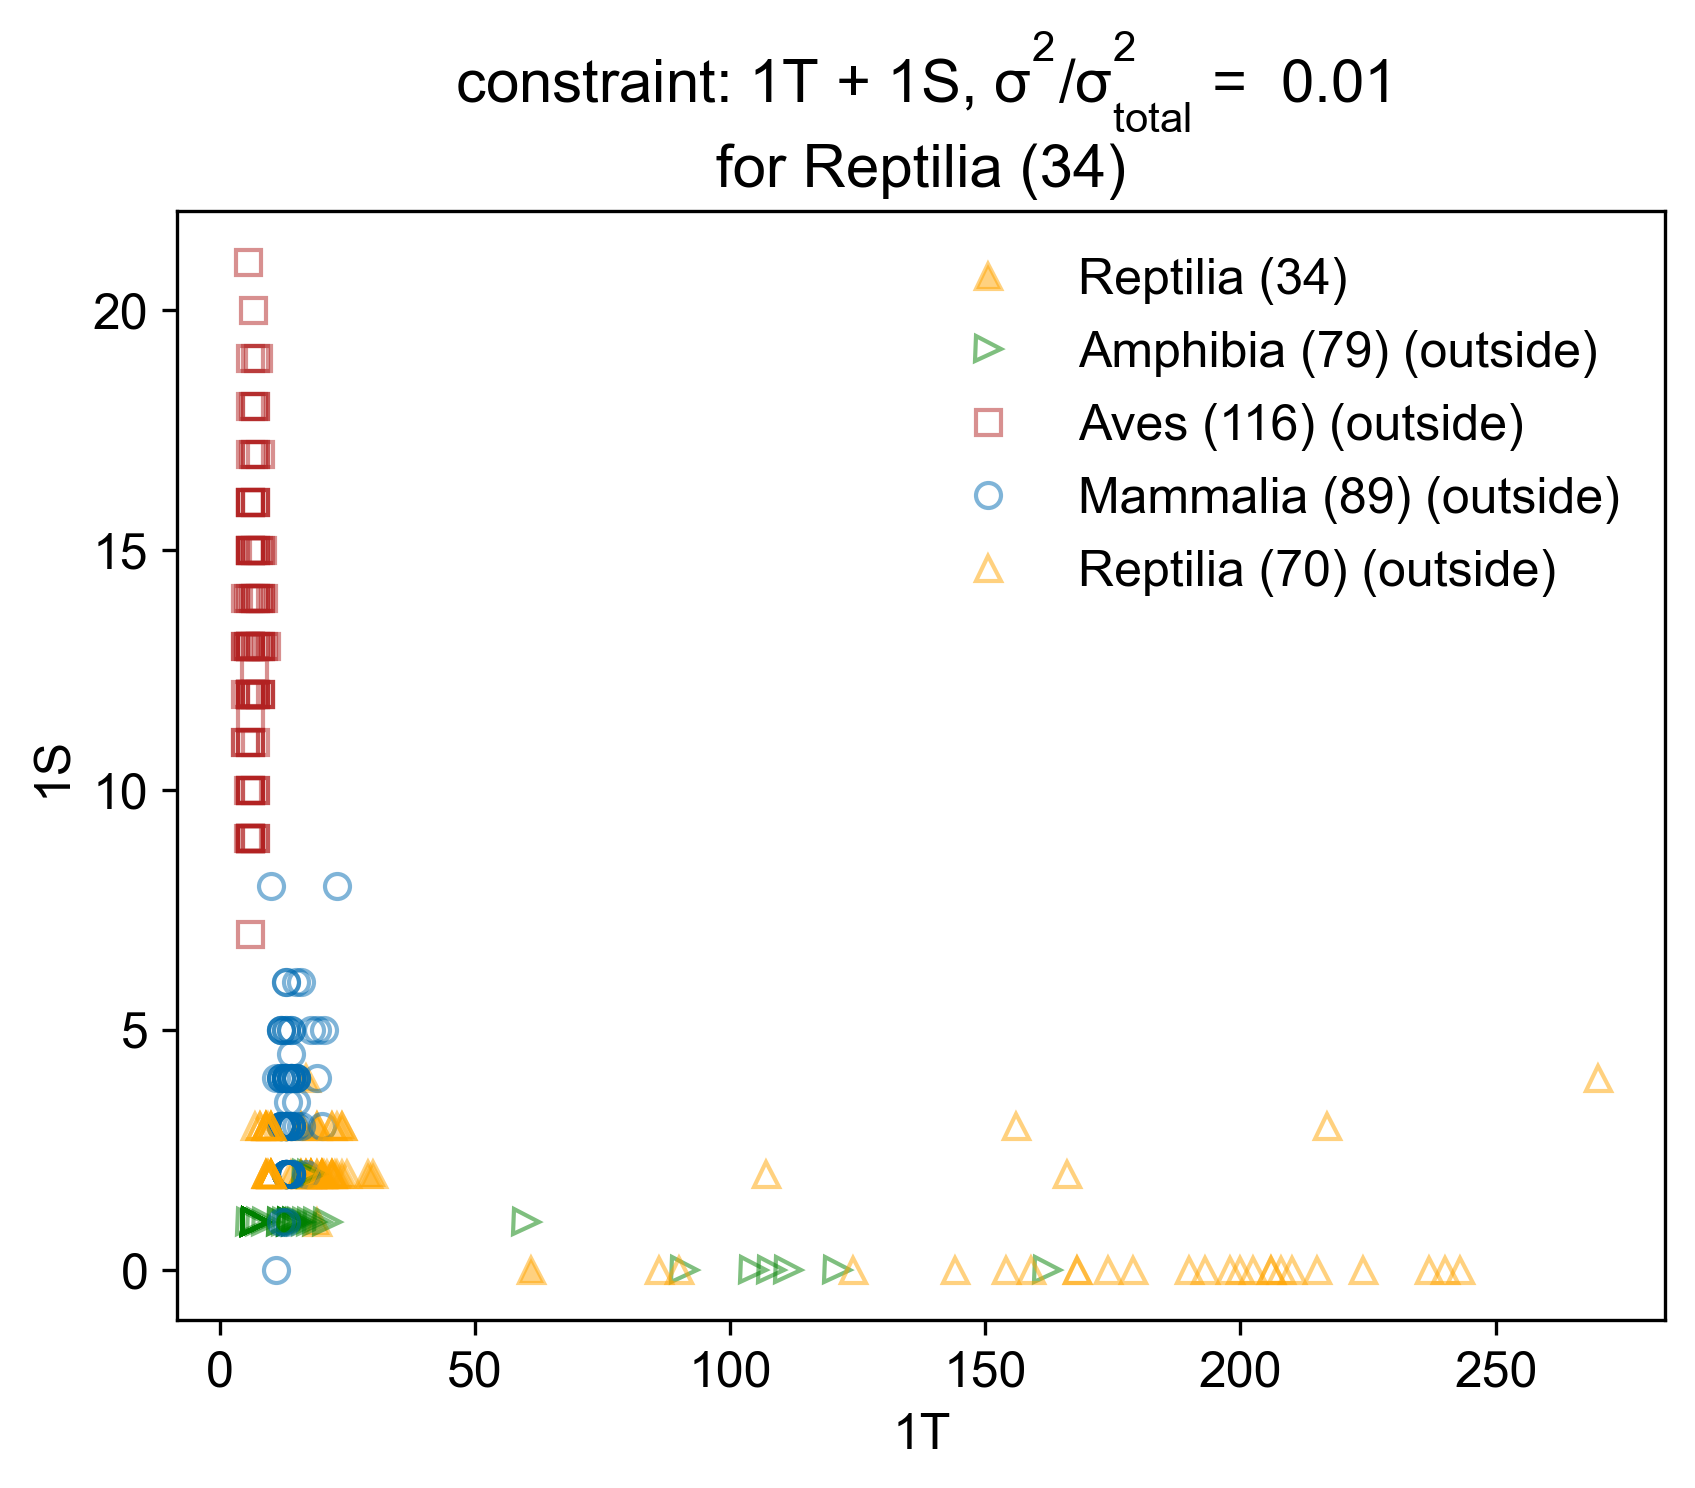 constraint: 1T + 1S, σ²/σ²total = 0.01
for Reptilia (34)
Reptilia (34)
Amphibia (79) (outside)
Aves (116) (outside)
Mammalia (89) (outside)
Reptilia (70) (outside)
20
15
10
5
0
1S
0 50 100 150 200 250
1T